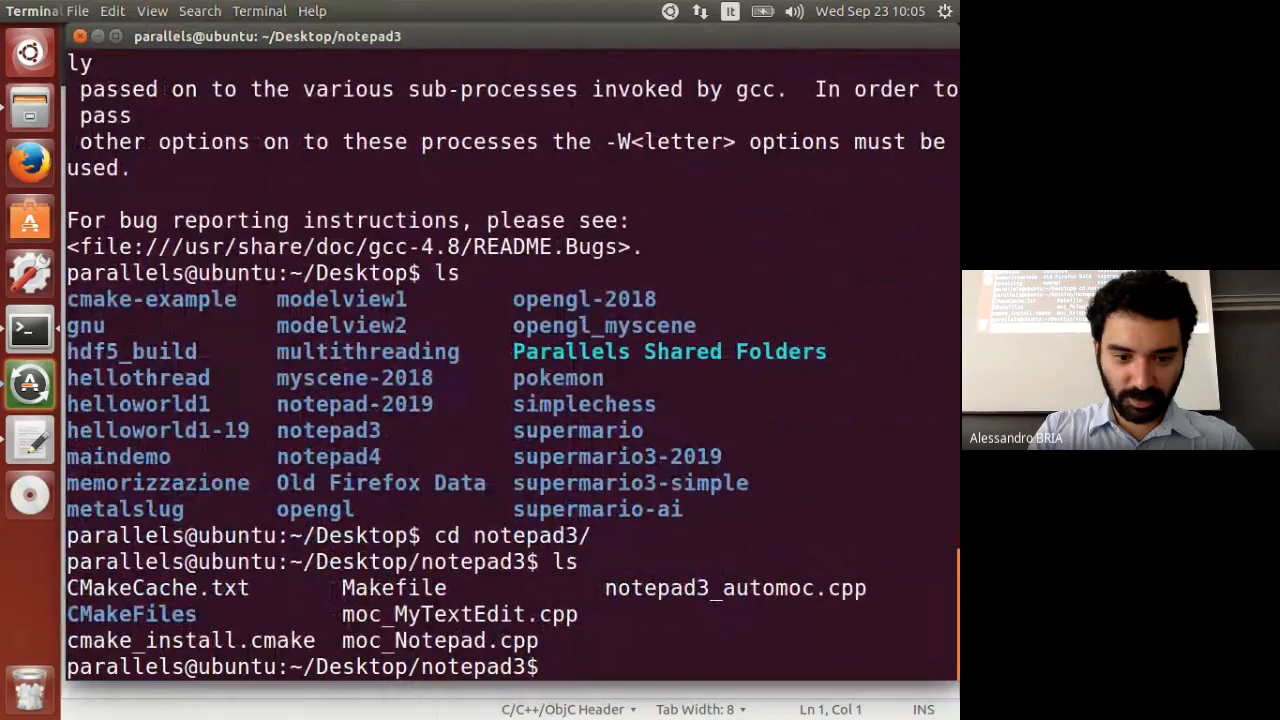 Terminal File Edit View Search Terminal Help It Wed Sep 23 10:05
parallels@ubuntu: ~/Desktop/notepad3
ly
passed on to the various sub-processes invoked by gcc. In order to
pass
other options on to these processes the -W<letter> options must be
used.
For bug reporting instructions, please see:
<file:///usr/share/doc/gcc-4.8/README.Bugs>.
parallels@ubuntu:~/Desktop$ ls
cmake-example modelview1 opengl-2018
gnu modelview2 opengl_myscene
hdf5_build multithreading Parallels Shared Folders
hellothread myscene-2018 pokemon
helloworld1 notepad-2019 simplechess
helloworld1-19 notepad3 supermario
maindemo notepad4 supermario3-2019
memorizzazione Old Firefox Data supermario3-simple
metalslug opengl supermario-ai
parallels@ubuntu:~/Desktop$ cd notepad3/
parallels@ubuntu:~/Desktop/notepad3$ ls
CMakeCache.txt Makefile notepad3_automoc.cpp
CMakeFiles moc_MyTextEdit.cpp
cmake_install.cmake moc_Notepad.cpp
parallels@ubuntu:~/Desktop/notepad3$
C/C++/ObjC Header Tab Width: 8 Ln 1, Col 1 INS
Alessandro BRIA